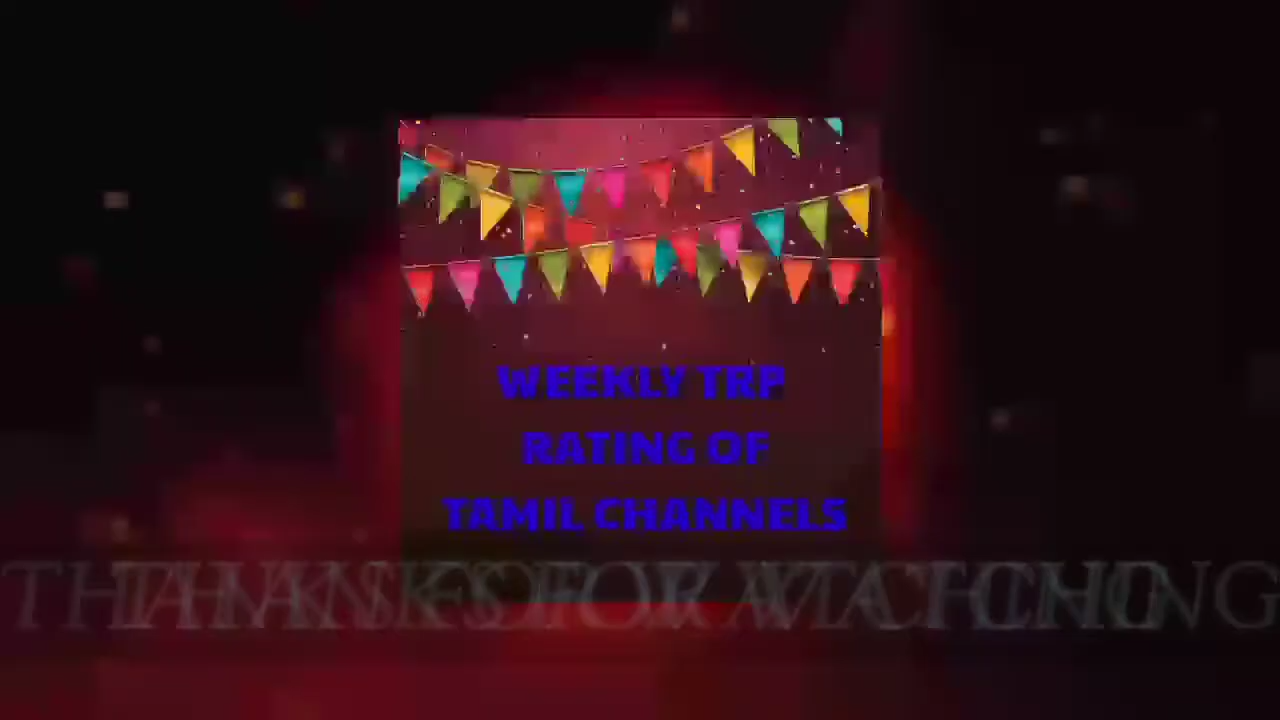 WEEKLY TRP
RATING OF
TAMIL CHANNELS
THANKS FOR WATCHING